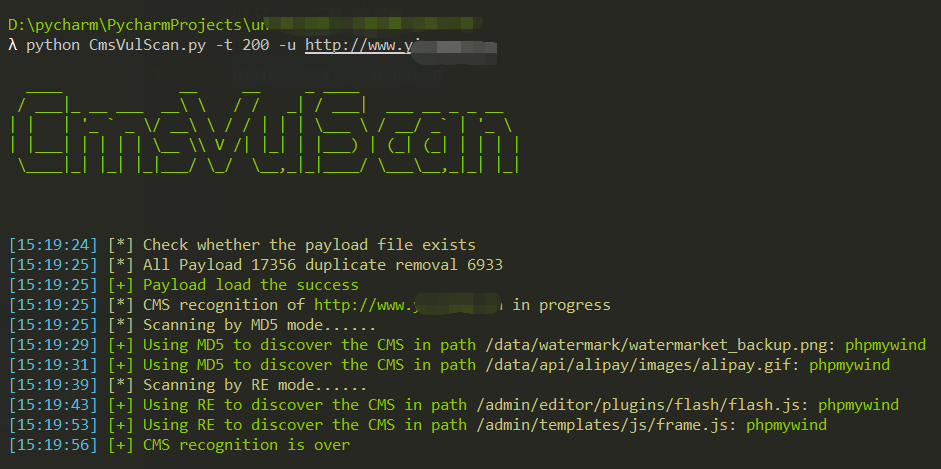 D:\pycharm\PycharmProjects\un
λ python CmsVulScan.py -t 200 -u http://www.y
CmsVulScan
[15:19:24] [*] Check whether the payload file exists
[15:19:25] [*] All Payload 17356 duplicate removal 6933
[15:19:25] [+] Payload load the success
[15:19:25] [*] CMS recognition of http://www.y in progress
[15:19:25] [*] Scanning by MD5 mode......
[15:19:29] [+] Using MD5 to discover the CMS in path /data/watermark/watermarket_backup.png: phpmywind
[15:19:31] [+] Using MD5 to discover the CMS in path /data/api/alipay/images/alipay.gif: phpmywind
[15:19:39] [*] Scanning by RE mode......
[15:19:43] [+] Using RE to discover the CMS in path /admin/editor/plugins/flash/flash.js: phpmywind
[15:19:53] [+] Using RE to discover the CMS in path /admin/templates/js/frame.js: phpmywind
[15:19:56] [+] CMS recognition is over